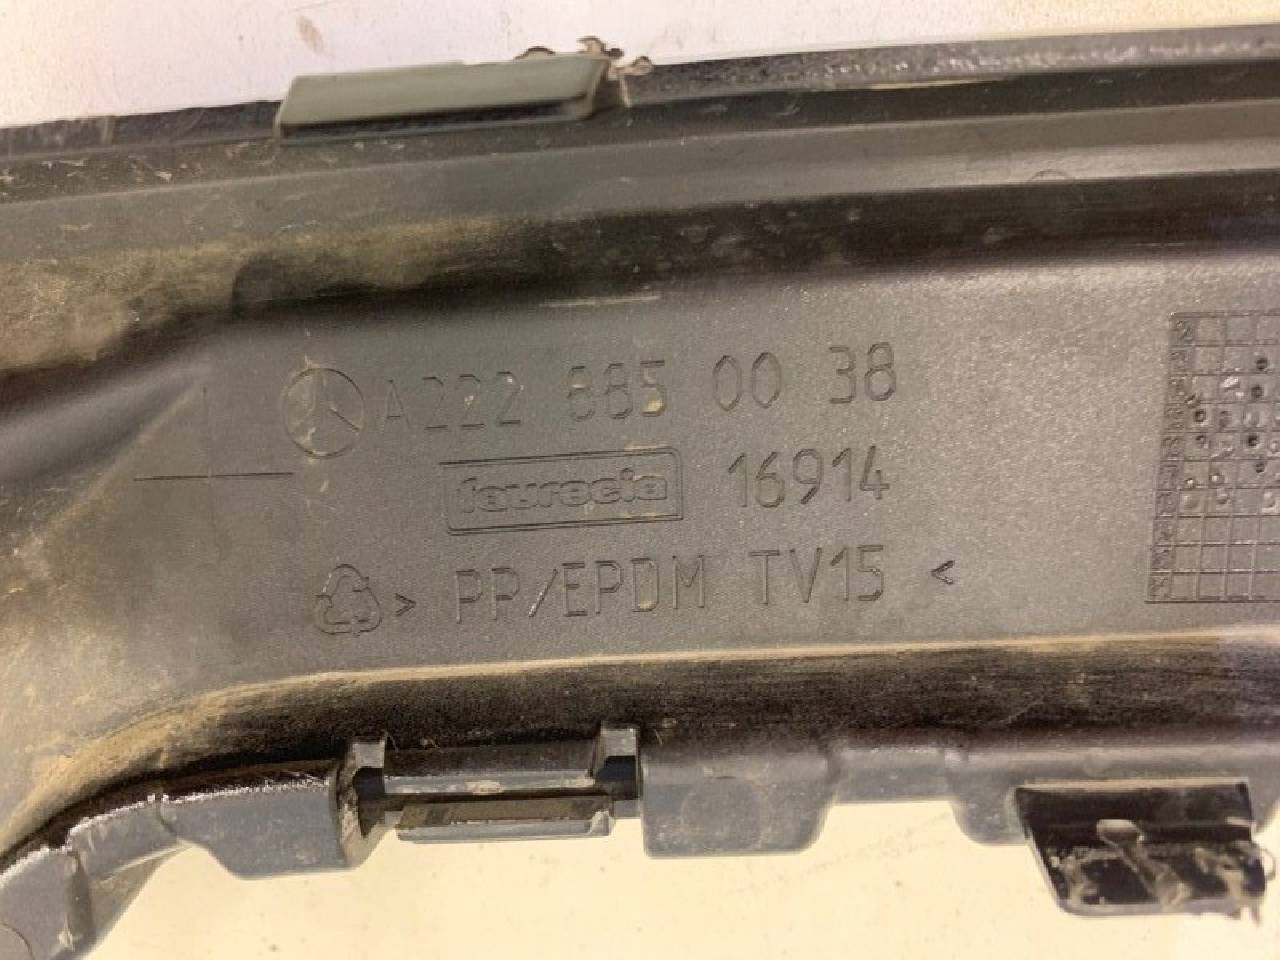 A222 885 00 38
faurecia 16914
> PP/EPDM TV15 <